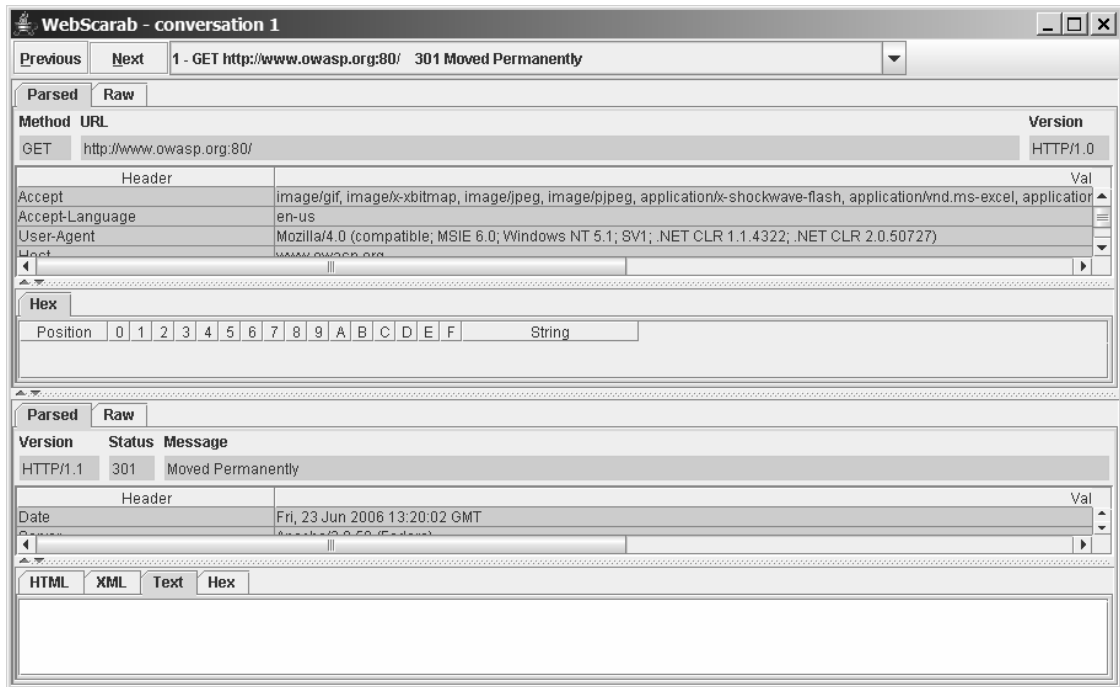 WebScarab - conversation 1
Previous Next 1 - GET http://www.owasp.org:80/ 301 Moved Permanently
Parsed Raw
Method URL Version
GET http://www.owasp.org:80/ HTTP/1.0
Header Val
Accept image/gif, image/x-xbitmap, image/jpeg, image/pjpeg, application/x-shockwave-flash, application/vnd.ms-excel, application
Accept-Language en-us
User-Agent Mozilla/4.0 (compatible; MSIE 6.0; Windows NT 5.1; SV1; .NET CLR 1.1.4322; .NET CLR 2.0.50727)
Host www.owasp.org
Hex
Position 0 1 2 3 4 5 6 7 8 9 A B C D E F String
Parsed Raw
Version Status Message
HTTP/1.1 301 Moved Permanently
Header Val
Date Fri, 23 Jun 2006 13:20:02 GMT
HTML XML Text Hex